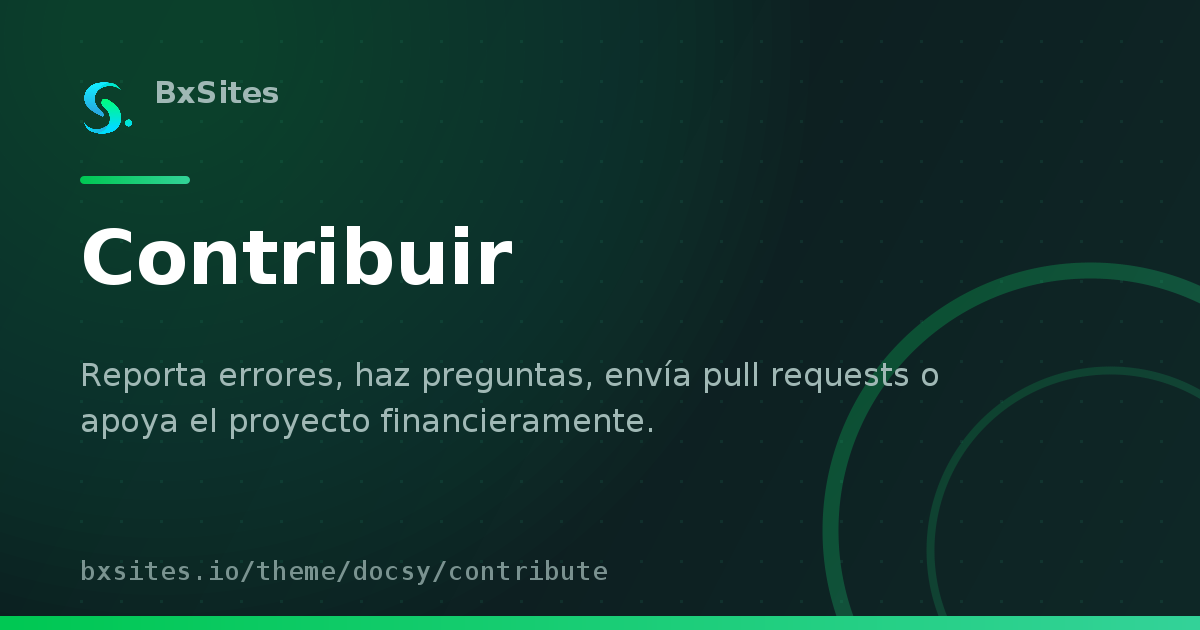 BxSites
Contribuir
Reporta errores, haz preguntas, envía pull requests o
apoya el proyecto financieramente.
bxsites.io/theme/docsy/contribute